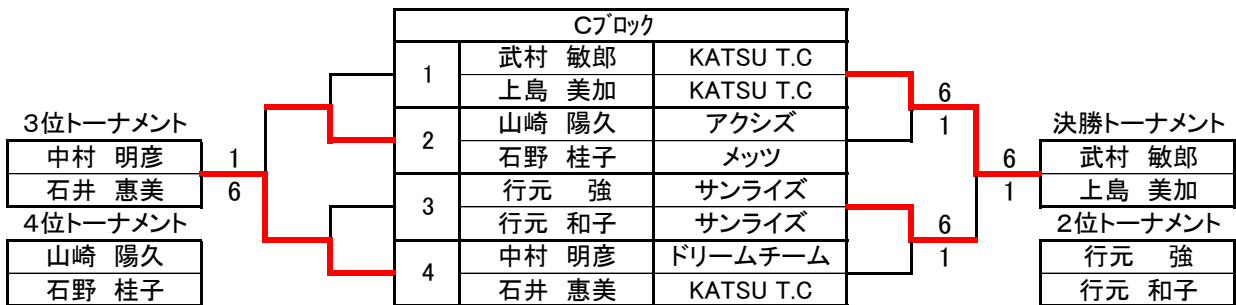 Cブロック
1 武村 敏郎 KATSU T.C
上島 美加 KATSU T.C
2 山崎 陽久 アクシズ
石野 桂子 メッツ
3 行元 強 サンライズ
行元 和子 サンライズ
4 中村 明彦 ドリームチーム
石井 惠美 KATSU T.C
3位トーナメント
中村 明彦 1
石井 惠美 6
4位トーナメント
山崎 陽久
石野 桂子
6
1
6
1
6
1
決勝トーナメント
武村 敏郎
上島 美加
2位トーナメント
行元 強
行元 和子